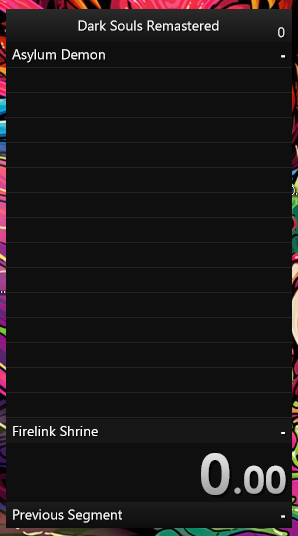 Dark Souls Remastered
0
Asylum Demon -
Firelink Shrine -
0.00
Previous Segment -